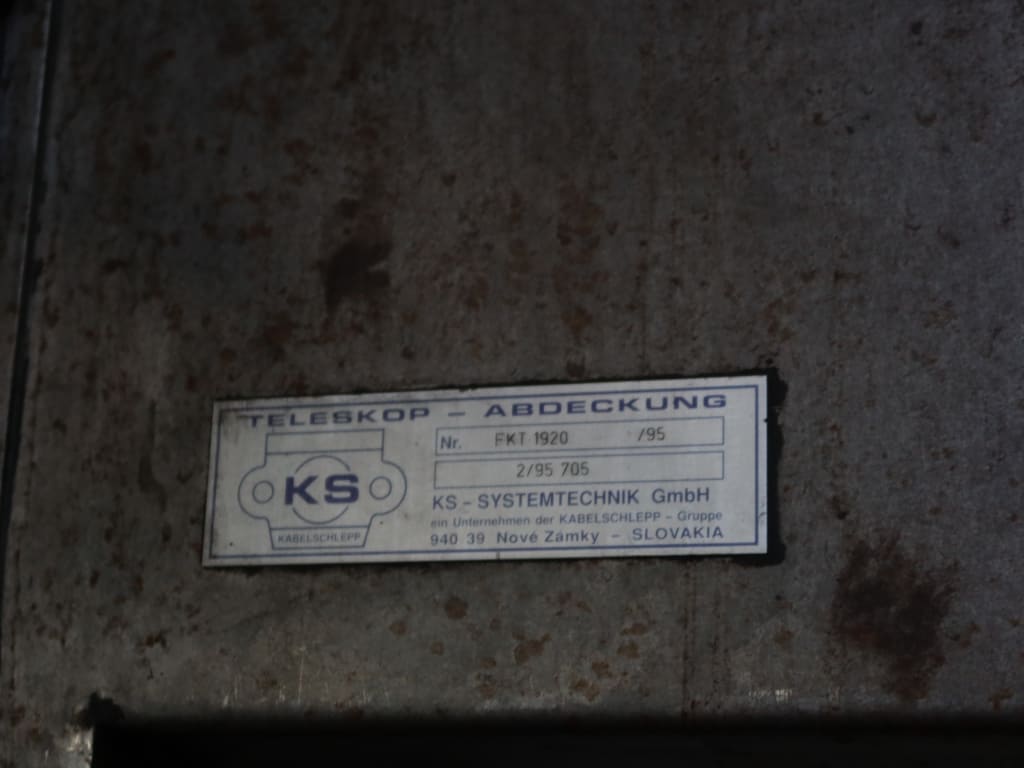 TELESKOP – ABDECKUNG
Nr. FKT 1920 /95
2/95 705
KS
KABELSCHLEPP
KS – SYSTEMTECHNIK GmbH
ein Unternehmen der KABELSCHLEPP – Gruppe
940 39 Nové Zámky – SLOVAKIA